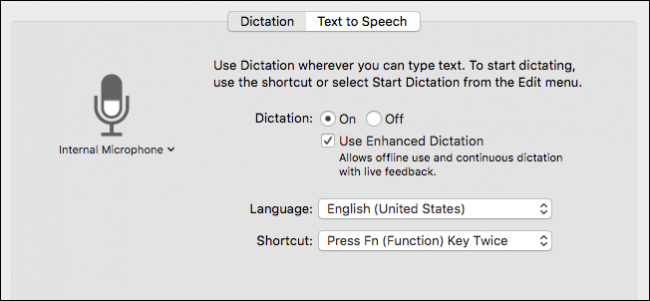 Dictation Text to Speech
Use Dictation wherever you can type text. To start dictating,
use the shortcut or select Start Dictation from the Edit menu.
Dictation: On Off
Use Enhanced Dictation
Internal Microphone
Allows offline use and continuous dictation
with live feedback.
Language: English (United States)
Shortcut: Press Fn (Function) Key Twice